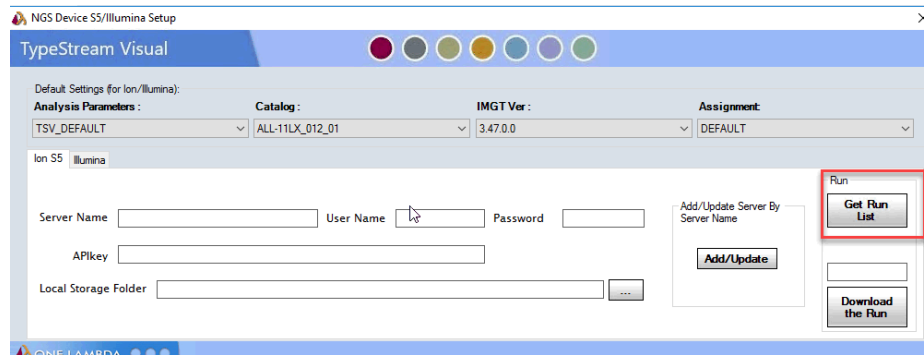 NGS Device S5/Illumina Setup
TypeStream Visual
Default Settings (for Ion/Illumina):
Analysis Parameters : Catalog : IMGT Ver : Assignment:
TSV_DEFAULT ALL-11LX_012_01 3.47.0.0 DEFAULT
Ion S5 Illumina
Run
Get Run
List
Server Name User Name Password
Add/Update Server By
Server Name
APIkey
Add/Update
Local Storage Folder ...
Download
the Run
ONE LAMBDA